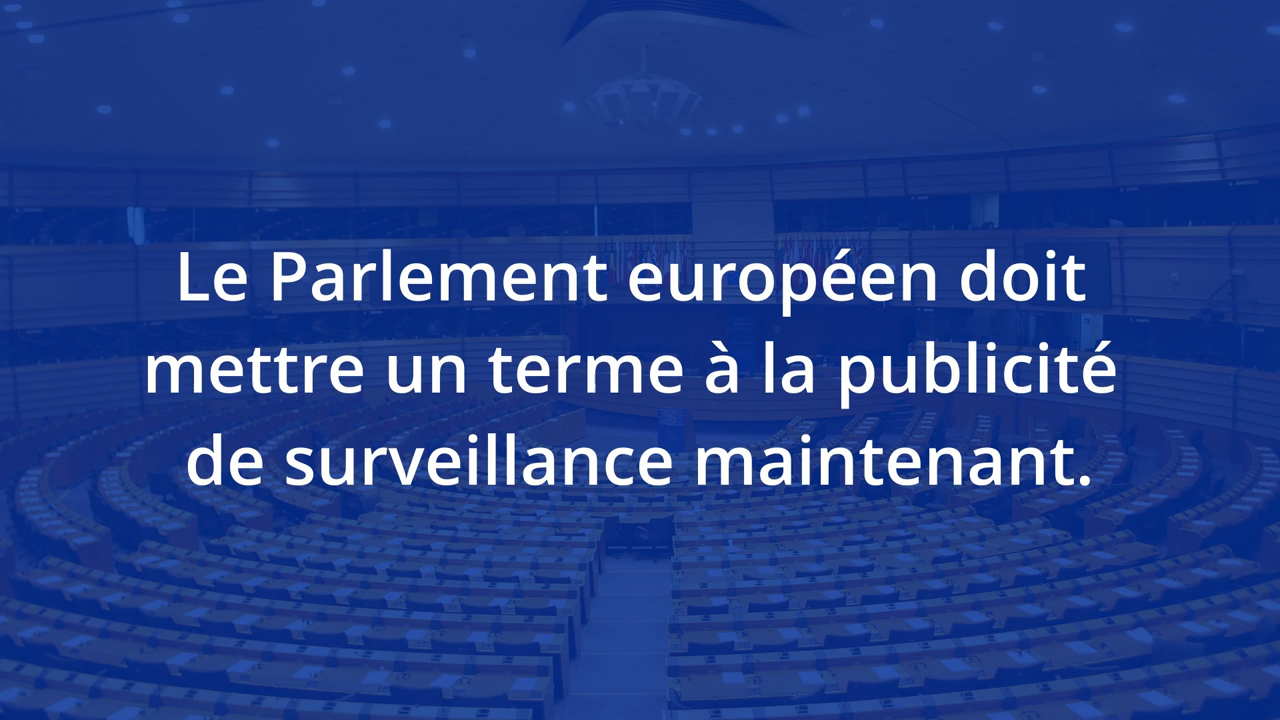 Le Parlement européen doit
mettre un terme à la publicité
de surveillance maintenant.